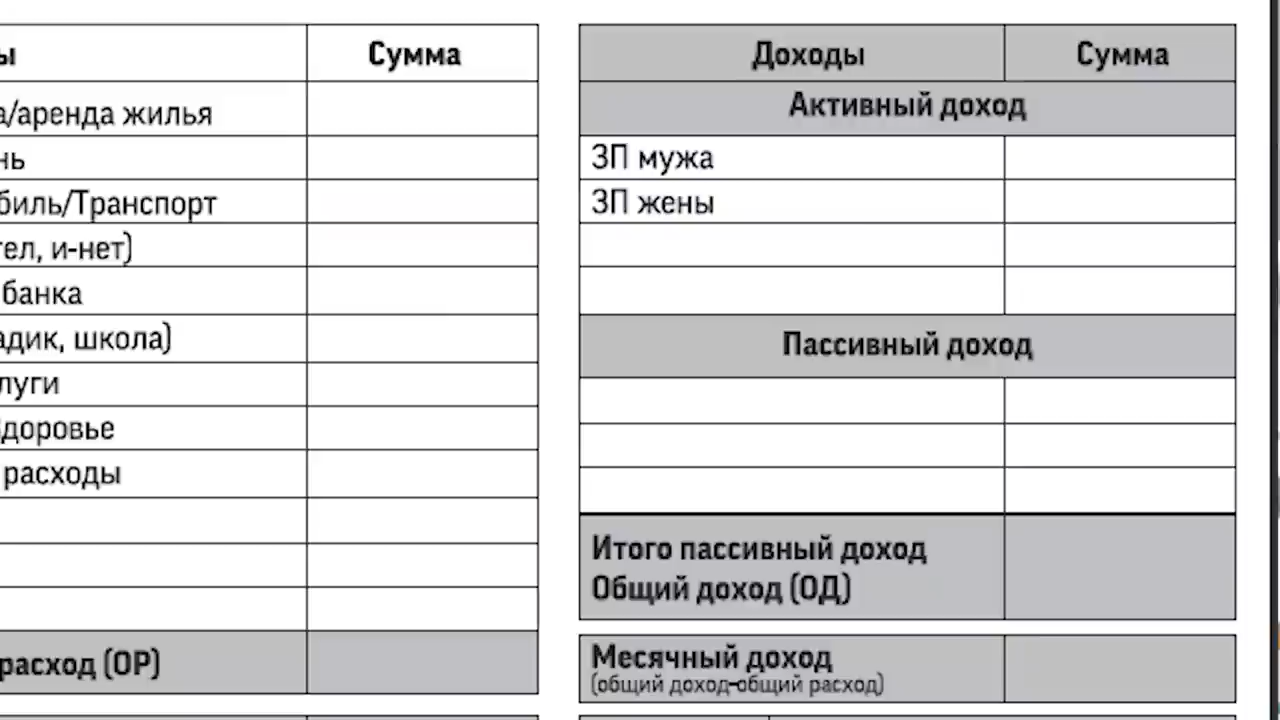 ы
Сумма
а/аренда жилья
нь
биль/Транспорт
тел, и-нет)
банка
адик, школа)
луги
Здоровье
расходы
расход (ОР)
Доходы
Сумма
Активный доход
ЗП мужа
ЗП жены
Пассивный доход
Итого пассивный доход
Общий доход (ОД)
Месячный доход
(общий доход-общий расход)